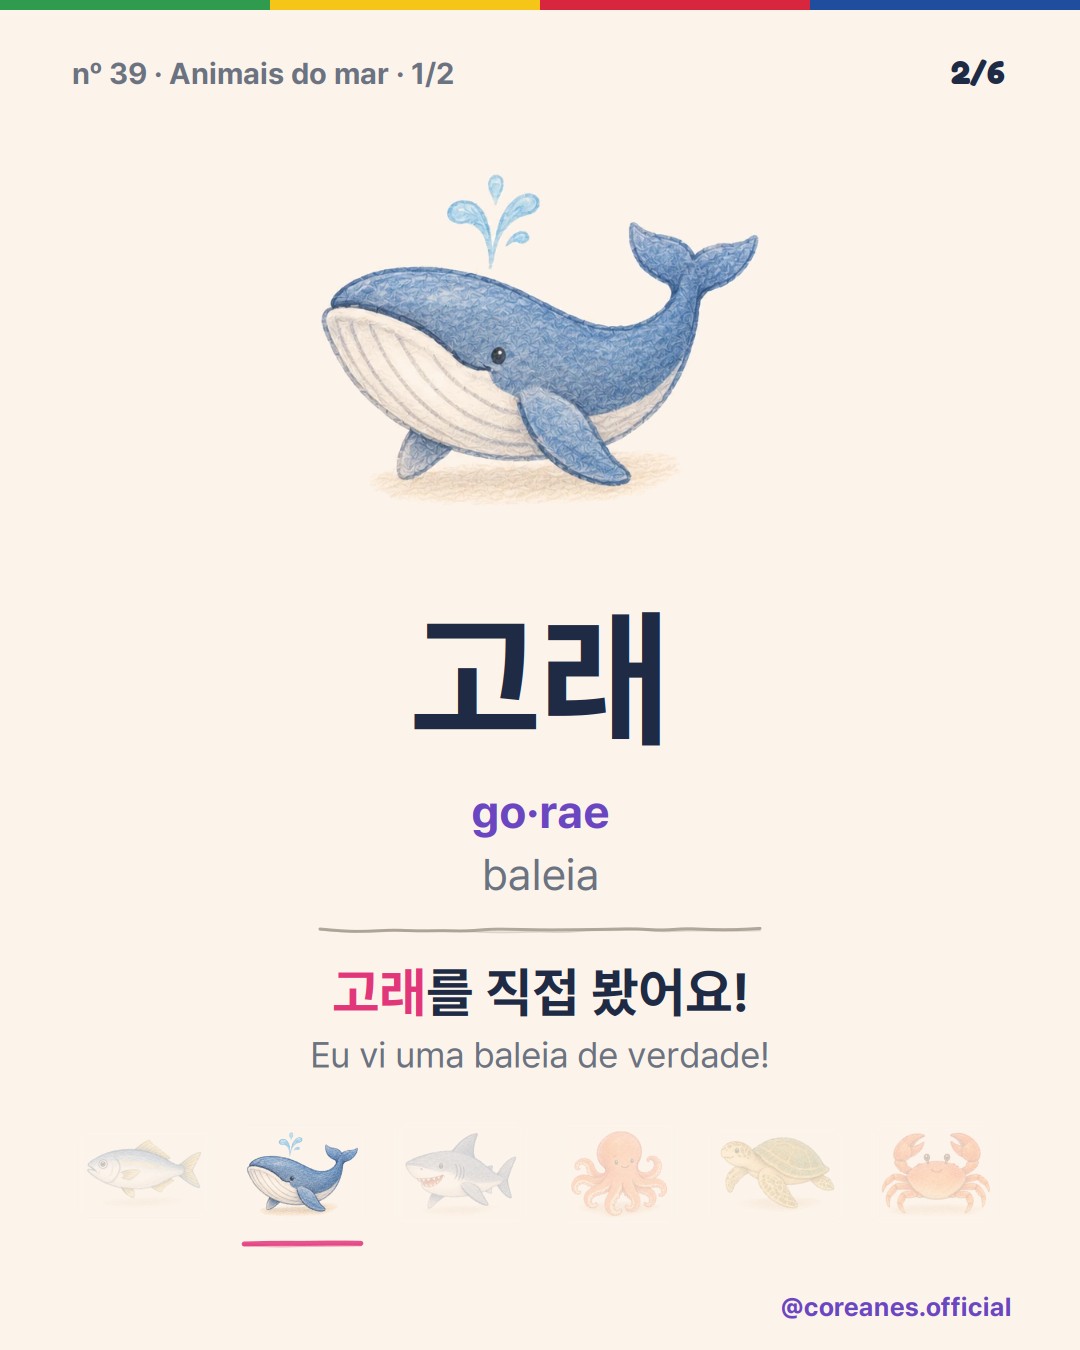 nº 39 · Animais do mar · 1/2
2/6
고래
go·rae
baleia
고래를 직접 봤어요!
Eu vi uma baleia de verdade!
@coreanes.official